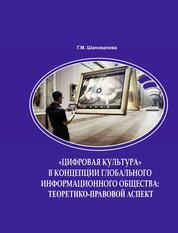 Г.М. Шаповалова
«ЦИФРОВАЯ КУЛЬТУРА»
В КОНЦЕПЦИИ ГЛОБАЛЬНОГО
ИНФОРМАЦИОННОГО ОБЩЕСТВА:
ТЕОРЕТИКО-ПРАВОВОЙ АСПЕКТ